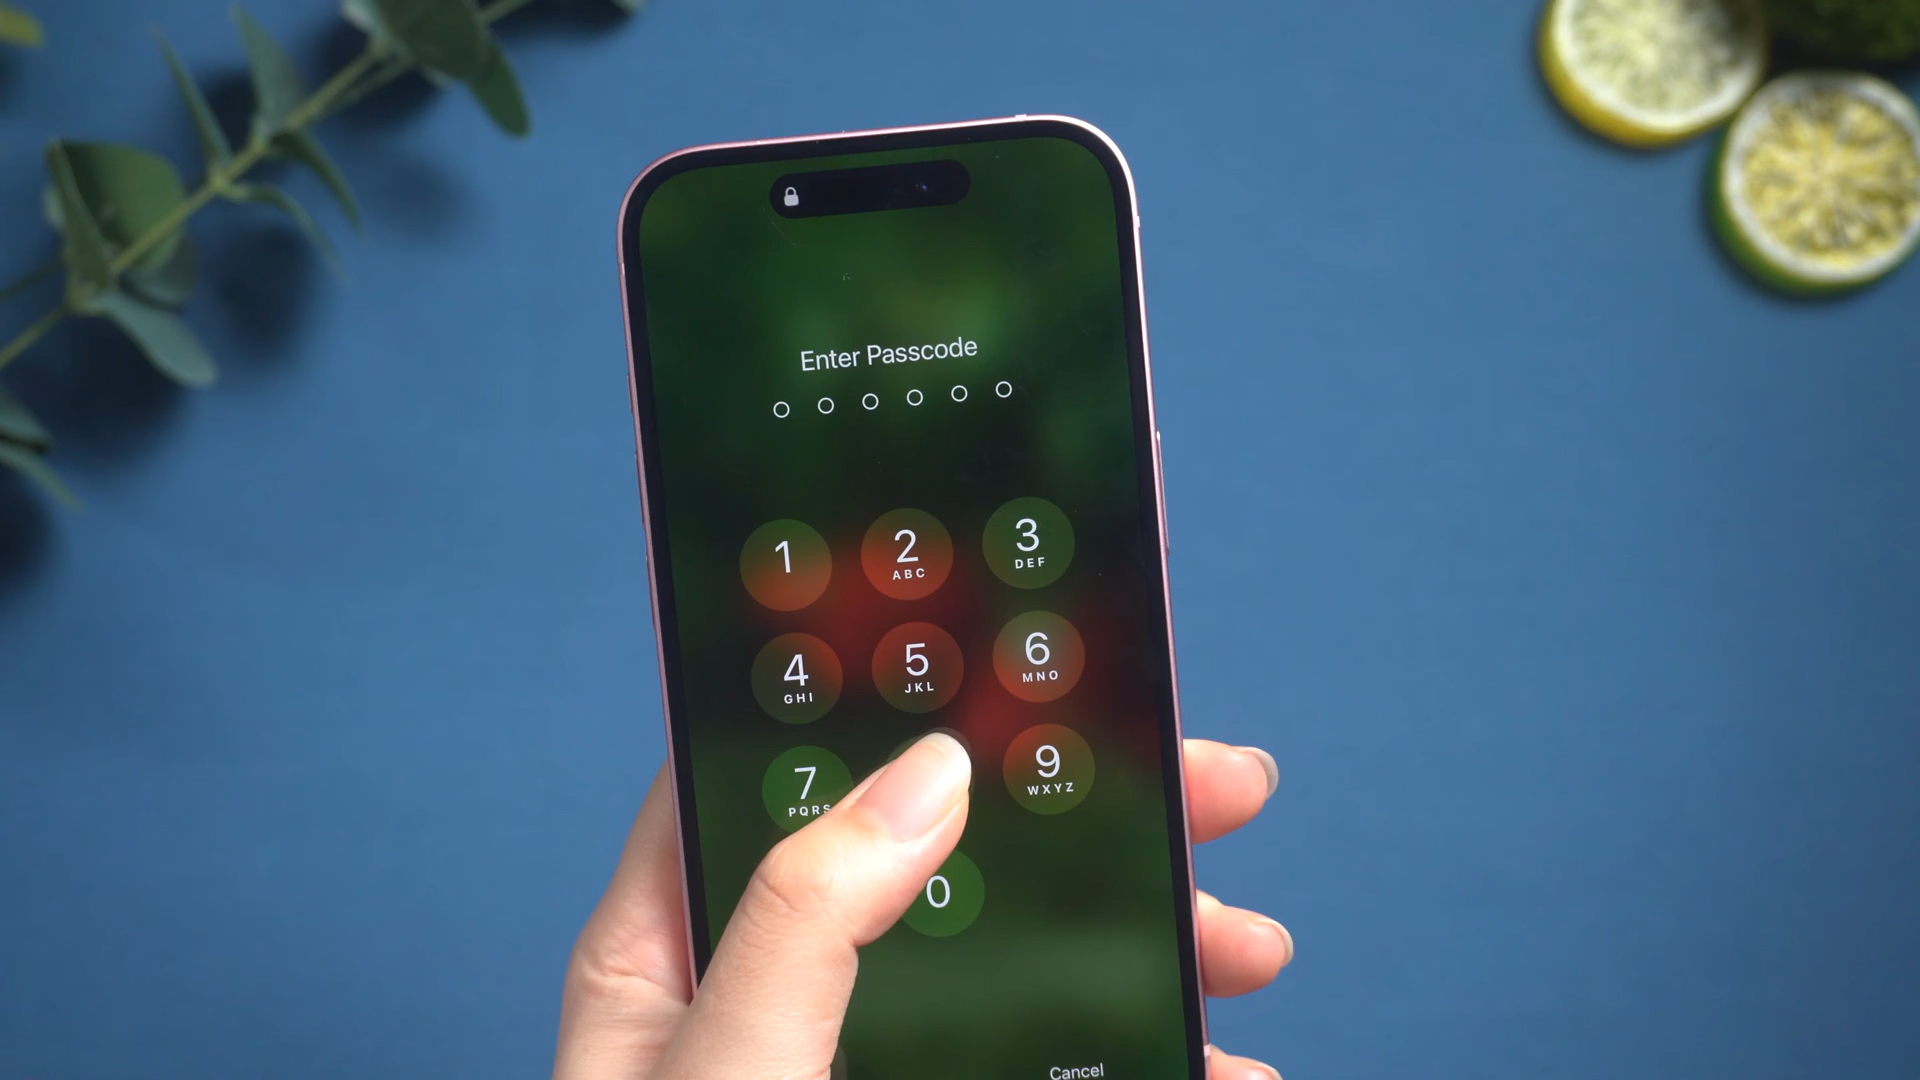 Enter Passcode
1 2 3
ABC DEF
4 5 6
GHI JKL MNO
7 9
PQRS WXYZ
0
Cancel